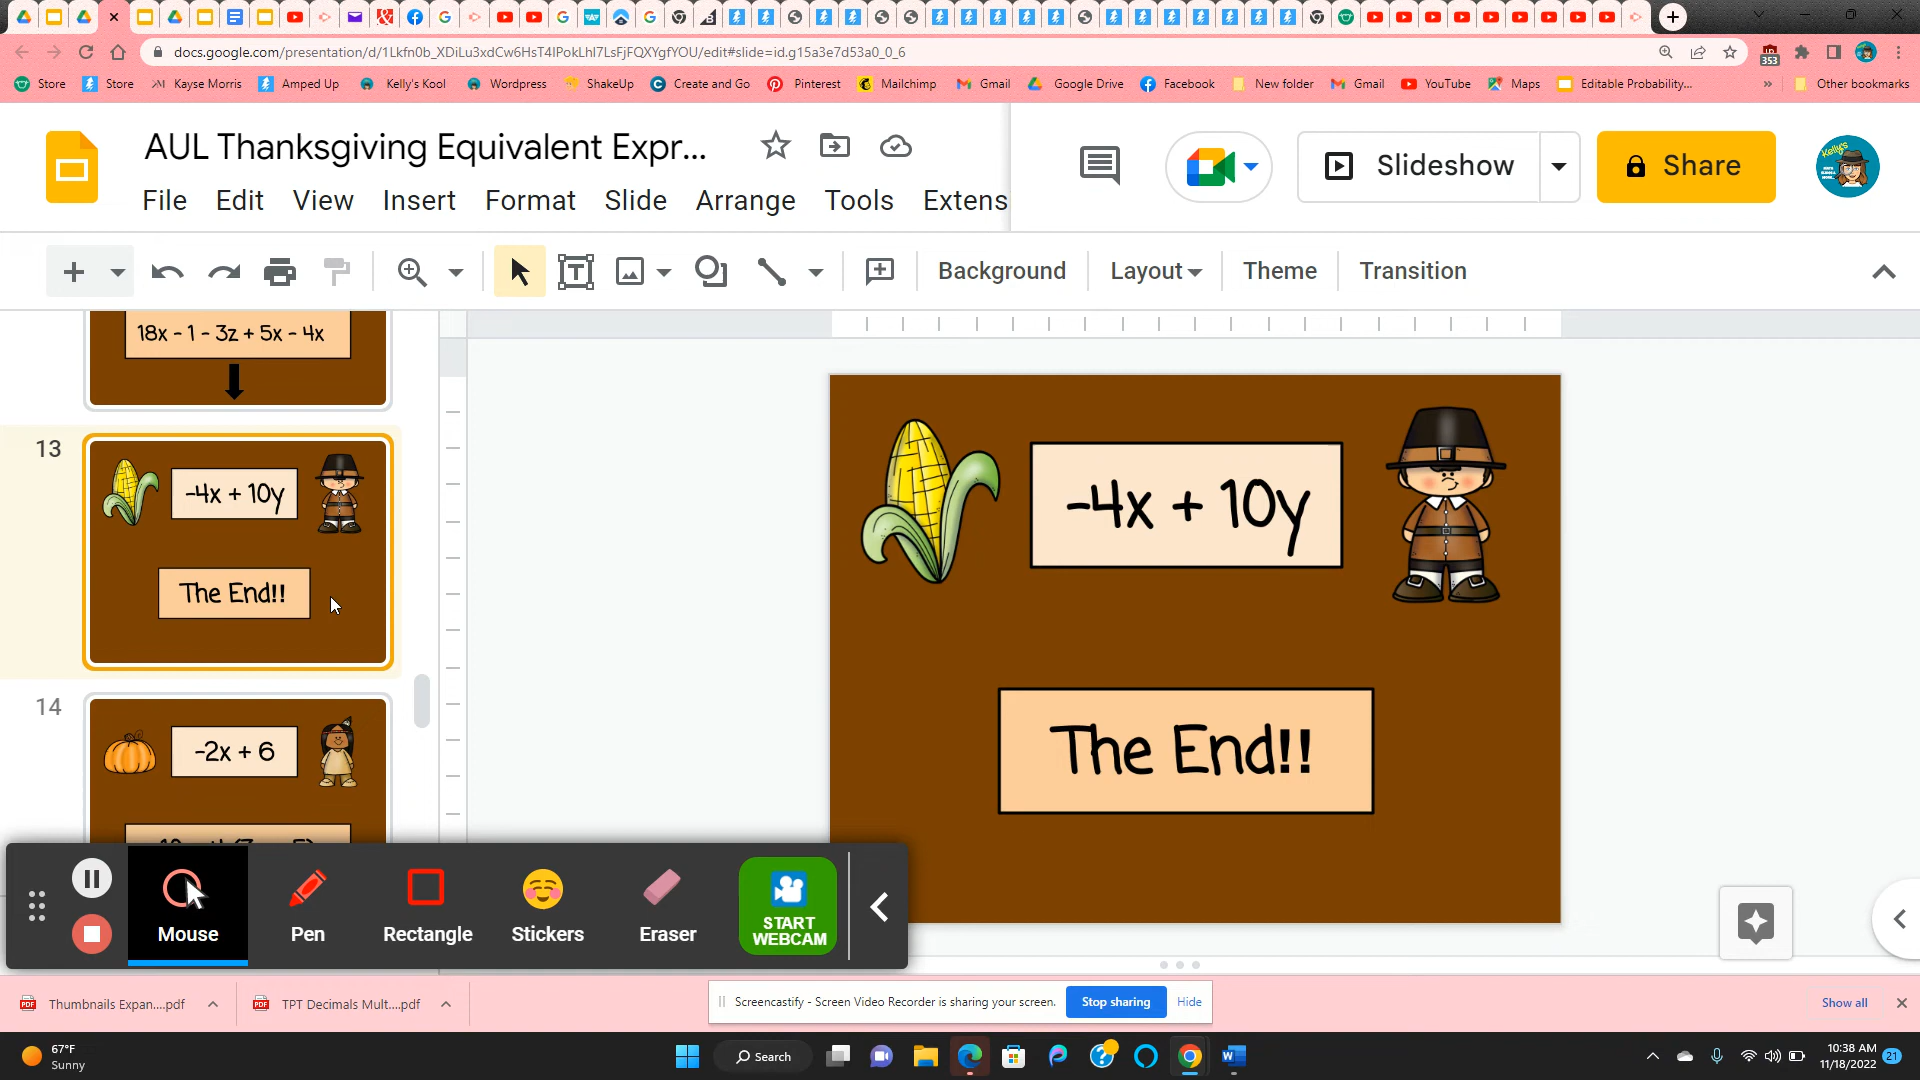 docs.google.com/presentation/d/1Lkfn0b_XDiLu3xdCw6HsT4IPokLhI7LsFjFQXYgfYOU/edit#slide=id.g15a3e7d53a0_0_6
353
Store Store Kayse Morris Amped Up Kelly's Kool Wordpress ShakeUp Create and Go Pinterest Mailchimp Gmail Google Drive Facebook New folder Gmail YouTube Maps Editable Probability... » Other bookmarks
AUL Thanksgiving Equivalent Expr...
File Edit View Insert Format Slide Arrange Tools Extens
Slideshow
Share
Background Layout Theme Transition
18x - 1 - 3z + 5x - 4x
13
-4x + 10y
The End!!
14
-2x + 6
-4x + 10y
The End!!
Mouse Pen Rectangle Stickers Eraser
START
WEBCAM
Thumbnails Expan....pdf
TPT Decimals Mult....pdf
Screencastify - Screen Video Recorder is sharing your screen. Stop sharing Hide
Show all
67°F
Sunny
Search
10:38 AM
11/18/2022
21